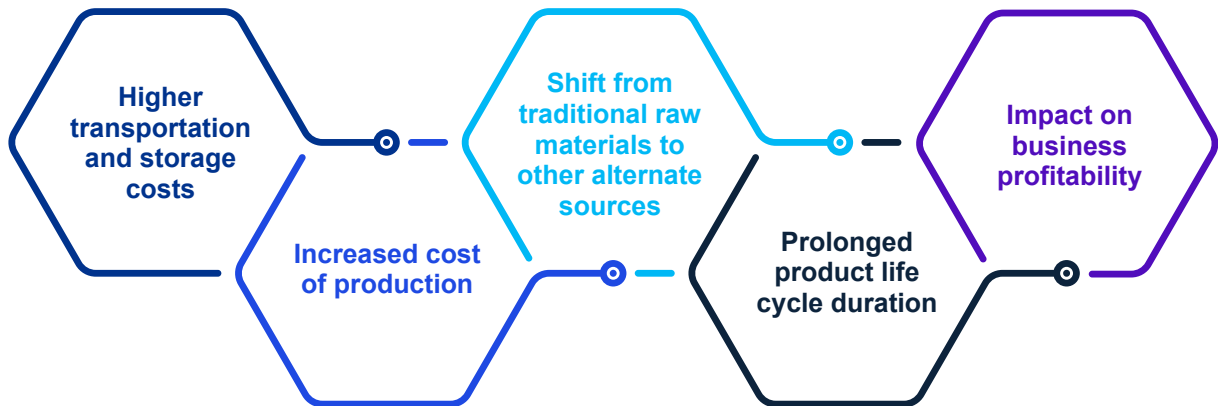 Higher
transportation
and storage
costs
Increased cost
of production
Shift from
traditional raw
materials to
other alternate
sources
Prolonged
product life
cycle duration
Impact on
business
profitability